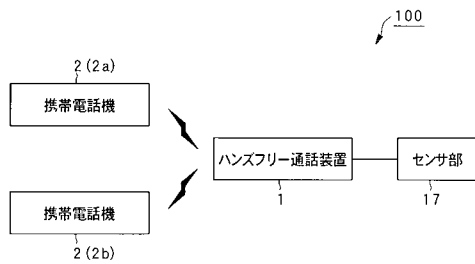 100
2(2a)
携帯電話機
ハンズフリー通話装置
1
センサ部
17
携帯電話機
2(2b)